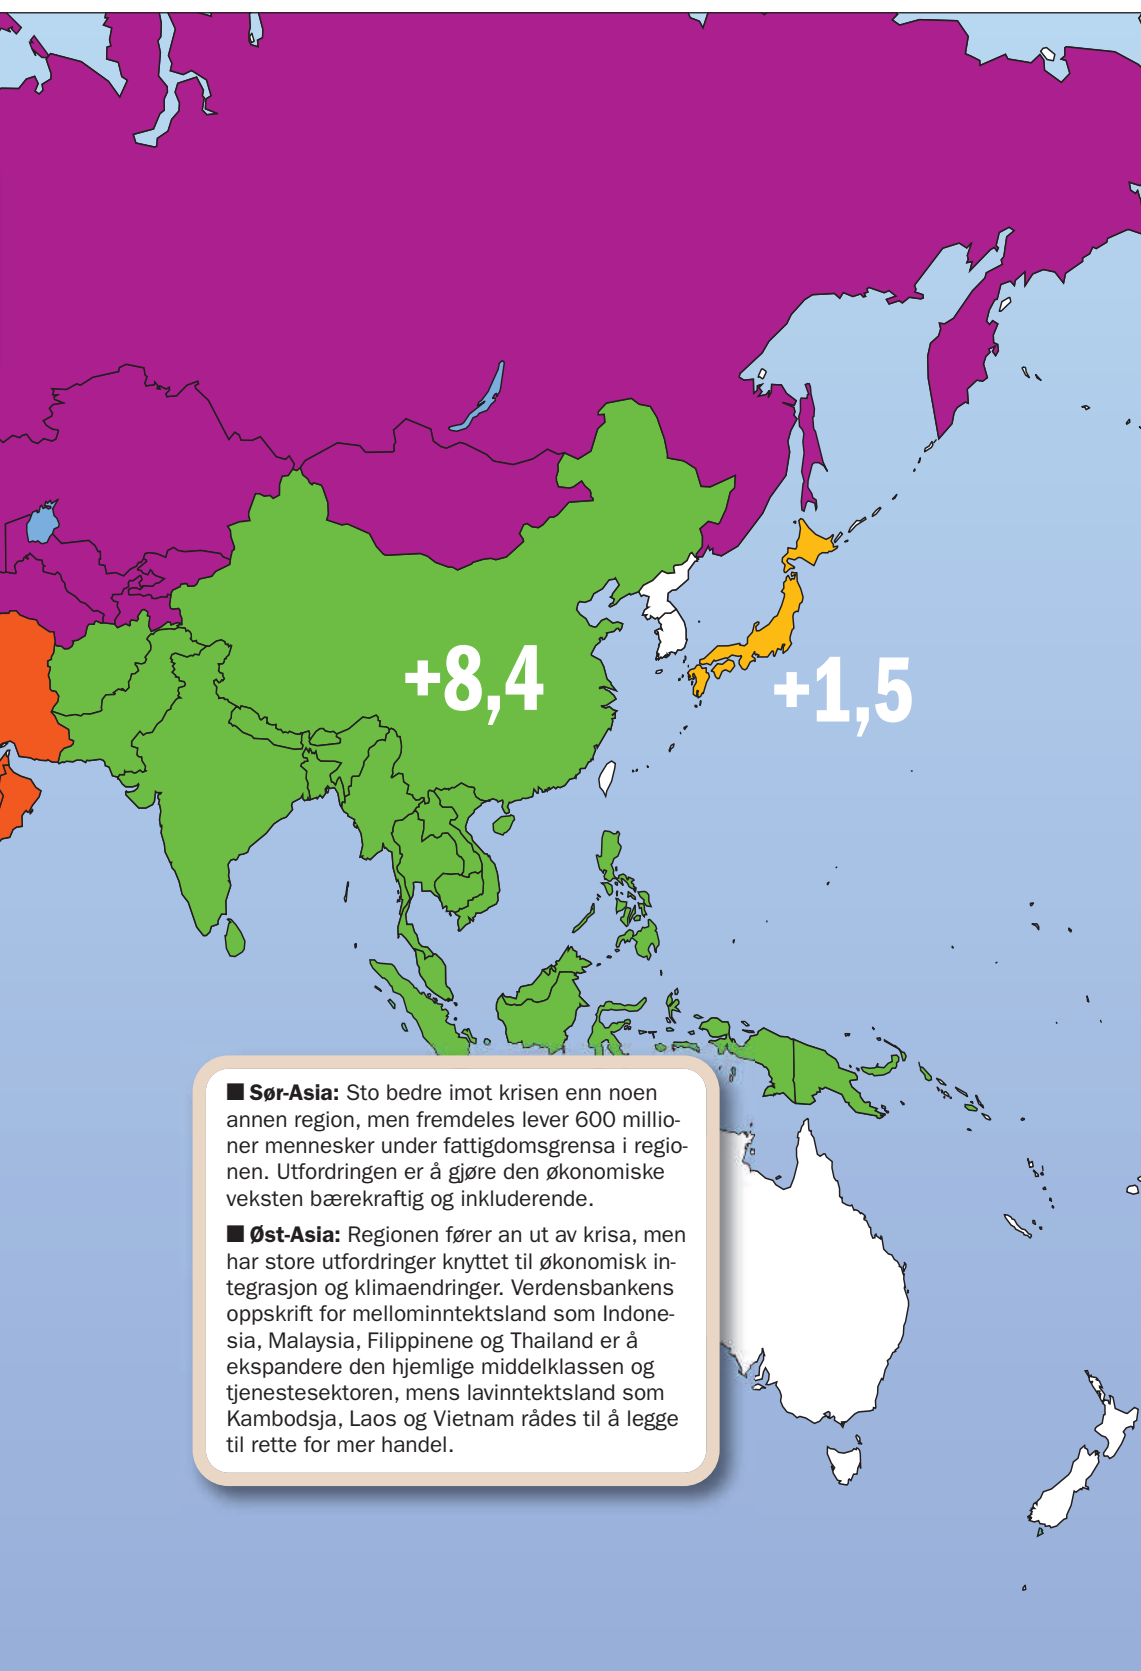 +8,4
+1,5
■ Sør-Asia: Sto bedre imot krisen enn noen
annen region, men fremdeles lever 600 millio-
ner mennesker under fattigdomsgrensa i regio-
nen. Utfordringen er å gjøre den økonomiske
veksten bærekraftig og inkluderende.
■ Øst-Asia: Regionen fører an ut av krisa, men
har store utfordringer knyttet til økonomisk in-
tegrasjon og klimaendringer. Verdensbankens
oppskrift for mellominntektsland som Indone-
sia, Malaysia, Filippinene og Thailand er å
ekspandere den hjemlige middelklassen og
tjenestesektoren, mens lavinntektsland som
Kambodsja, Laos og Vietnam rådes til å legge
til rette for mer handel.